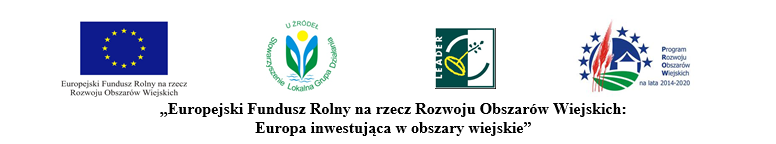 Europejski Fundusz Rolny na rzecz
Rozwoju Obszarów Wiejskich
U ŹRÓDEŁ
Stowarzyszenie Lokalna Grupa Działania
LEADER
Program
Rozwoju
Obszarów
Wiejskich
na lata 2014-2020
„Europejski Fundusz Rolny na rzecz Rozwoju Obszarów Wiejskich:
Europa inwestująca w obszary wiejskie”